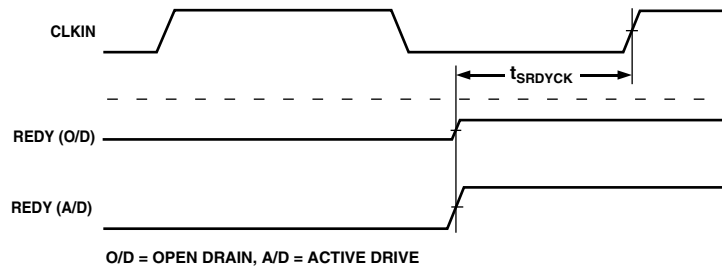 CLKIN
tSRDYCK
REDY (O/D)
REDY (A/D)
O/D = OPEN DRAIN, A/D = ACTIVE DRIVE